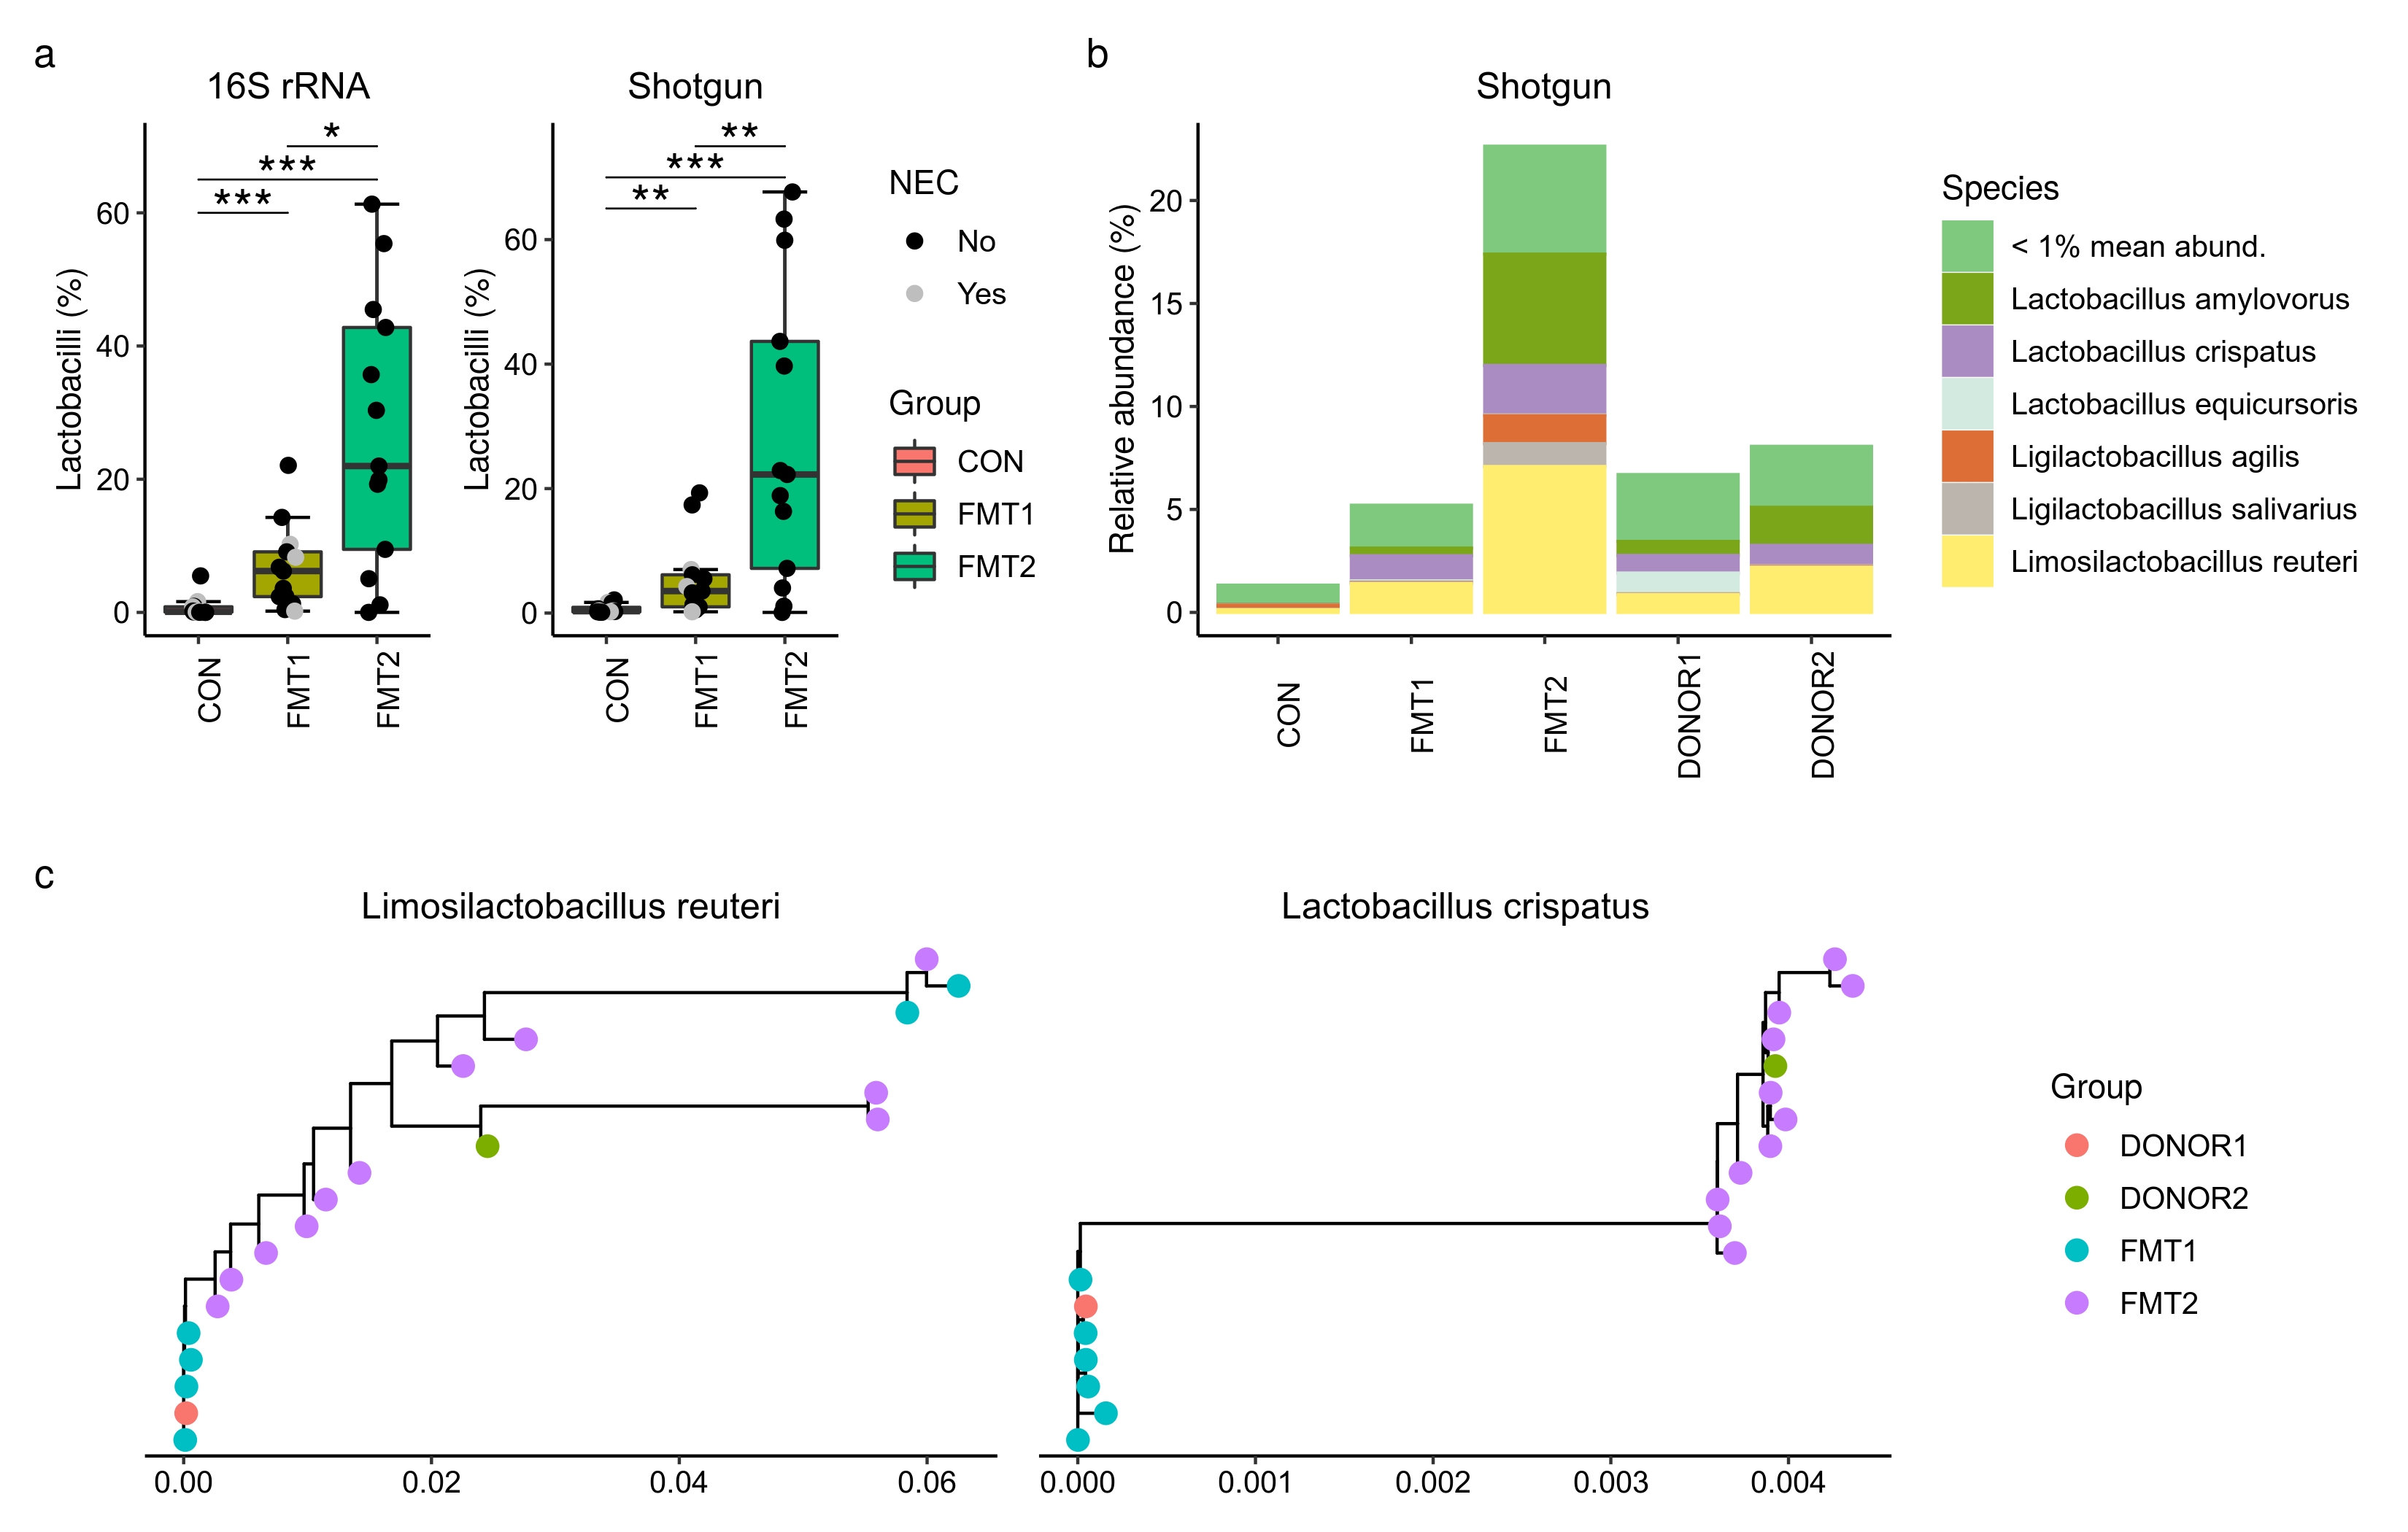 a
16S rRNA
Lactobacilli (%)
60
40
20
0
*
***
***
CON
FMT1
FMT2
Shotgun
Lactobacilli (%)
60
40
20
0
**
***
**
CON
FMT1
FMT2
NEC
No
Yes
Group
CON
FMT1
FMT2
b
Shotgun
Relative abundance (%)
20
15
10
5
0
CON
FMT1
FMT2
DONOR1
DONOR2
Species
< 1% mean abund.
Lactobacillus amylovorus
Lactobacillus crispatus
Lactobacillus equicursoris
Ligilactobacillus agilis
Ligilactobacillus salivarius
Limosilactobacillus reuteri
c
Limosilactobacillus reuteri
0.00 0.02 0.04 0.06
Lactobacillus crispatus
0.000 0.001 0.002 0.003 0.004
Group
DONOR1
DONOR2
FMT1
FMT2